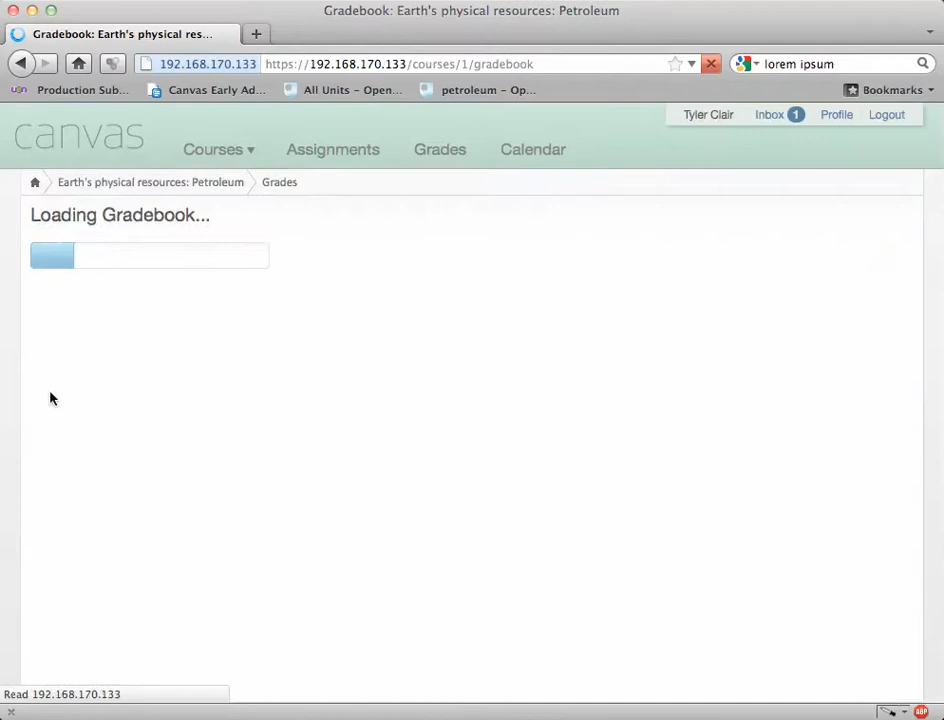 Gradebook: Earth's physical resources: Petroleum
Gradebook: Earth's physical res...
192.168.170.133 https://192.168.170.133/courses/1/gradebook lorem ipsum
usn Production Sub... Canvas Early Ad... All Units – Open... petroleum – Op... Bookmarks
Tyler Clair Inbox 1 Profile Logout
canvas Courses Assignments Grades Calendar
Earth's physical resources: Petroleum Grades
Loading Gradebook...
Read 192.168.170.133
ABP